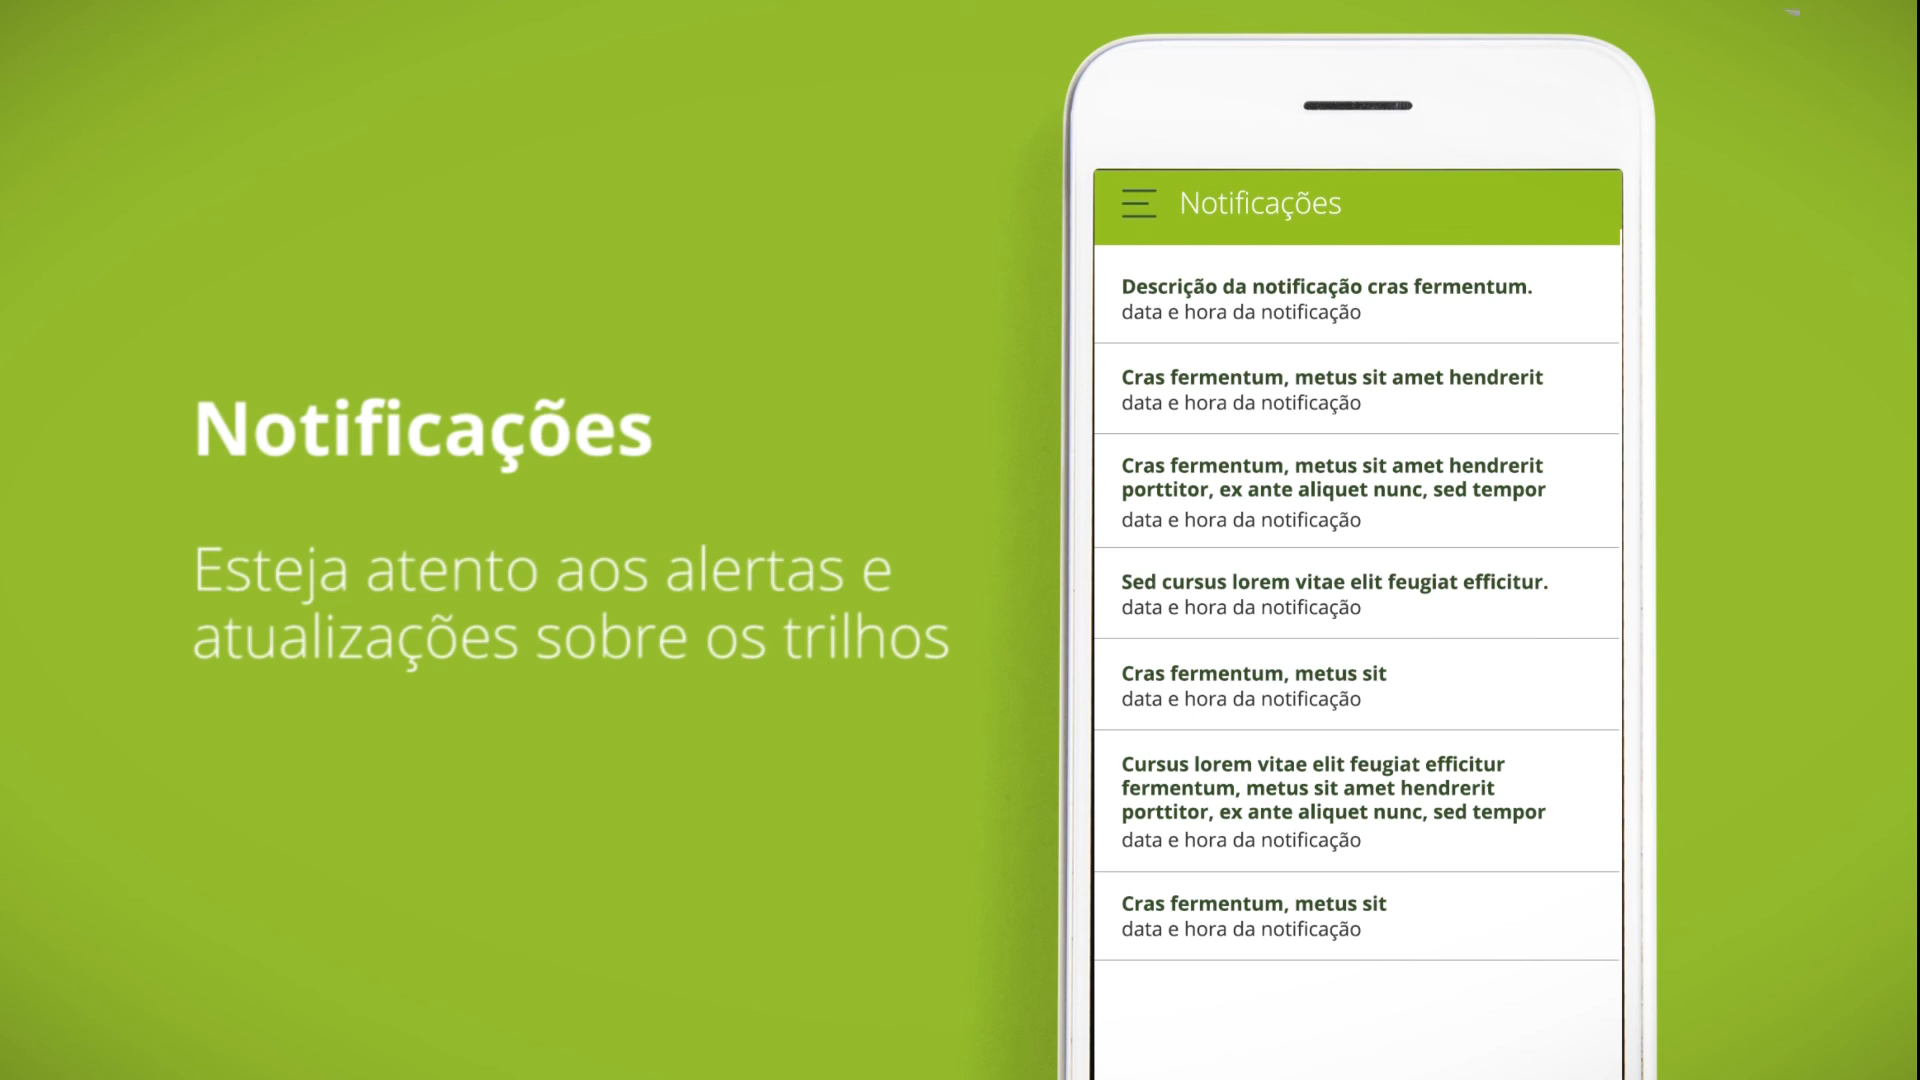 Notificações
Esteja atento aos alertas e
atualizações sobre os trilhos
Notificações
Descrição da notificação cras fermentum.
data e hora da notificação
Cras fermentum, metus sit amet hendrerit
data e hora da notificação
Cras fermentum, metus sit amet hendrerit
porttitor, ex ante aliquet nunc, sed tempor
data e hora da notificação
Sed cursus lorem vitae elit feugiat efficitur.
data e hora da notificação
Cras fermentum, metus sit
data e hora da notificação
Cursus lorem vitae elit feugiat efficitur
fermentum, metus sit amet hendrerit
porttitor, ex ante aliquet nunc, sed tempor
data e hora da notificação
Cras fermentum, metus sit
data e hora da notificação